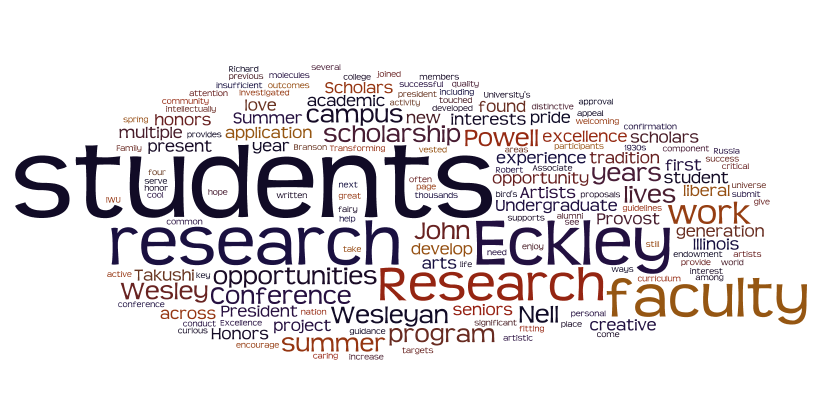 Richard several
previous molecules college joined members
insufficient outcomes Scholars successful quality
attention investigated academic activity president including University's
community love touched developed found distinctive approval
intellectually Summer campus new interests pride appeal welcoming
spring honors scholarship Powell excellence scholars confirmation
multiple provides application participants 1930s component Russia
Family present year Branson Transforming vested areas experience tradition first success critical
students Robert Associate opportunity years student
four serve honor cool hope written next great fairy help often page thousands bird's Artists proposals lives liberal universe submit give
IWU Undergraduate guidelines work
common supports alumni see Provost generation
research take John Eckley need enjoy still Illinois
develop endowment artists
arts life provide world
active Takushi key opportunities Research ways interest among
Wesley Conference curriculum faculty
conference across President nation Wesleyan seniors Nell personal
conduct Excellence curious Honors project guidance significant fitting place creative
summer program artistic come
encourage caring increase targets